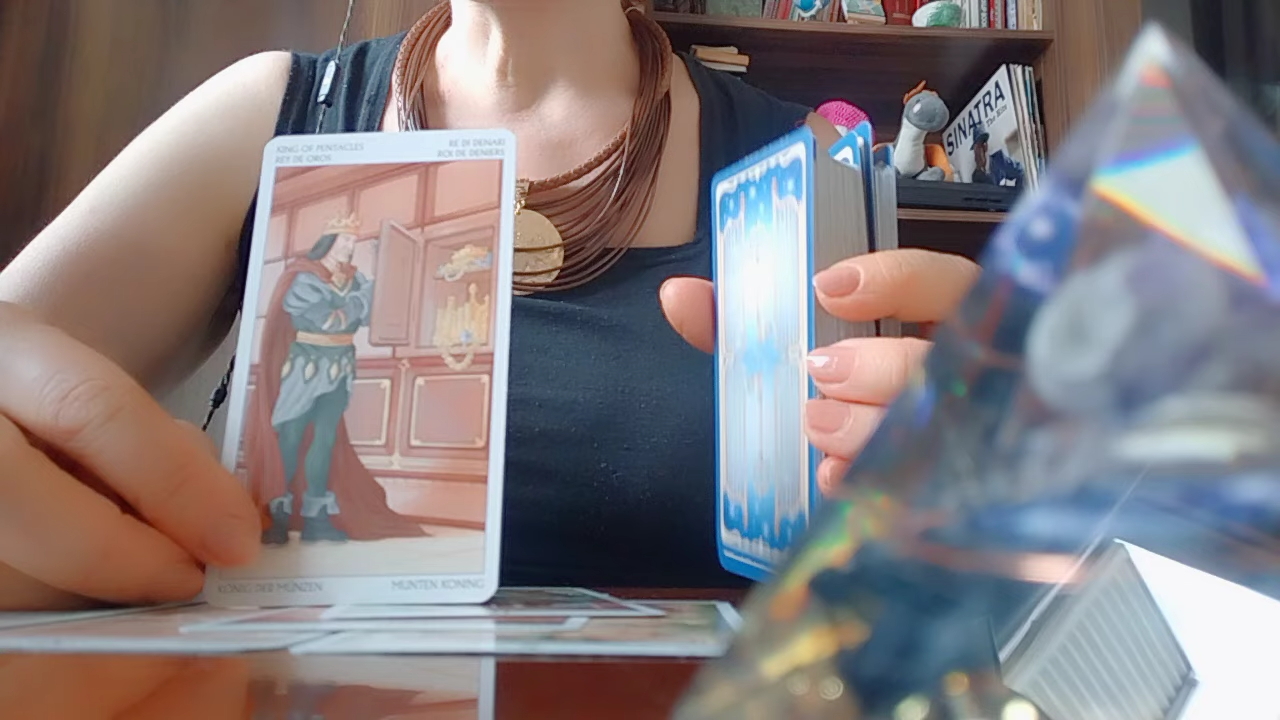 KING OF PENTACLES
REY DE OROS
RE DI DENARI
ROI DE DENIERS
KÖNIG DER MÜNZEN
MUNTEN KONING
SINATRA